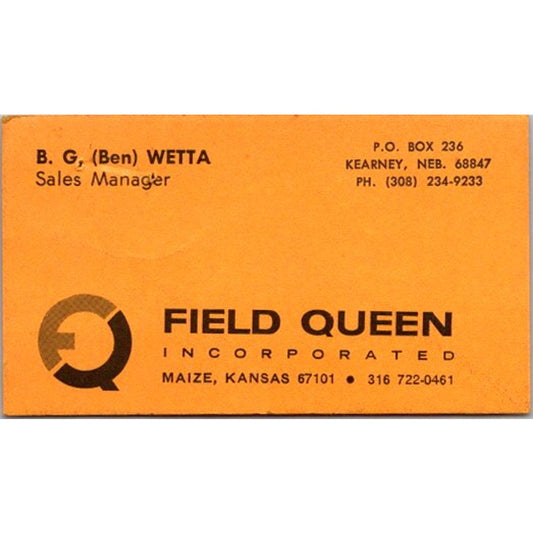 B. G, (Ben) WETTA
Sales Manager
P.O. BOX 236
KEARNEY, NEB. 68847
PH. (308) 234-9233
FQ
FIELD QUEEN
INCORPORATED
MAIZE, KANSAS 67101 • 316 722-0461